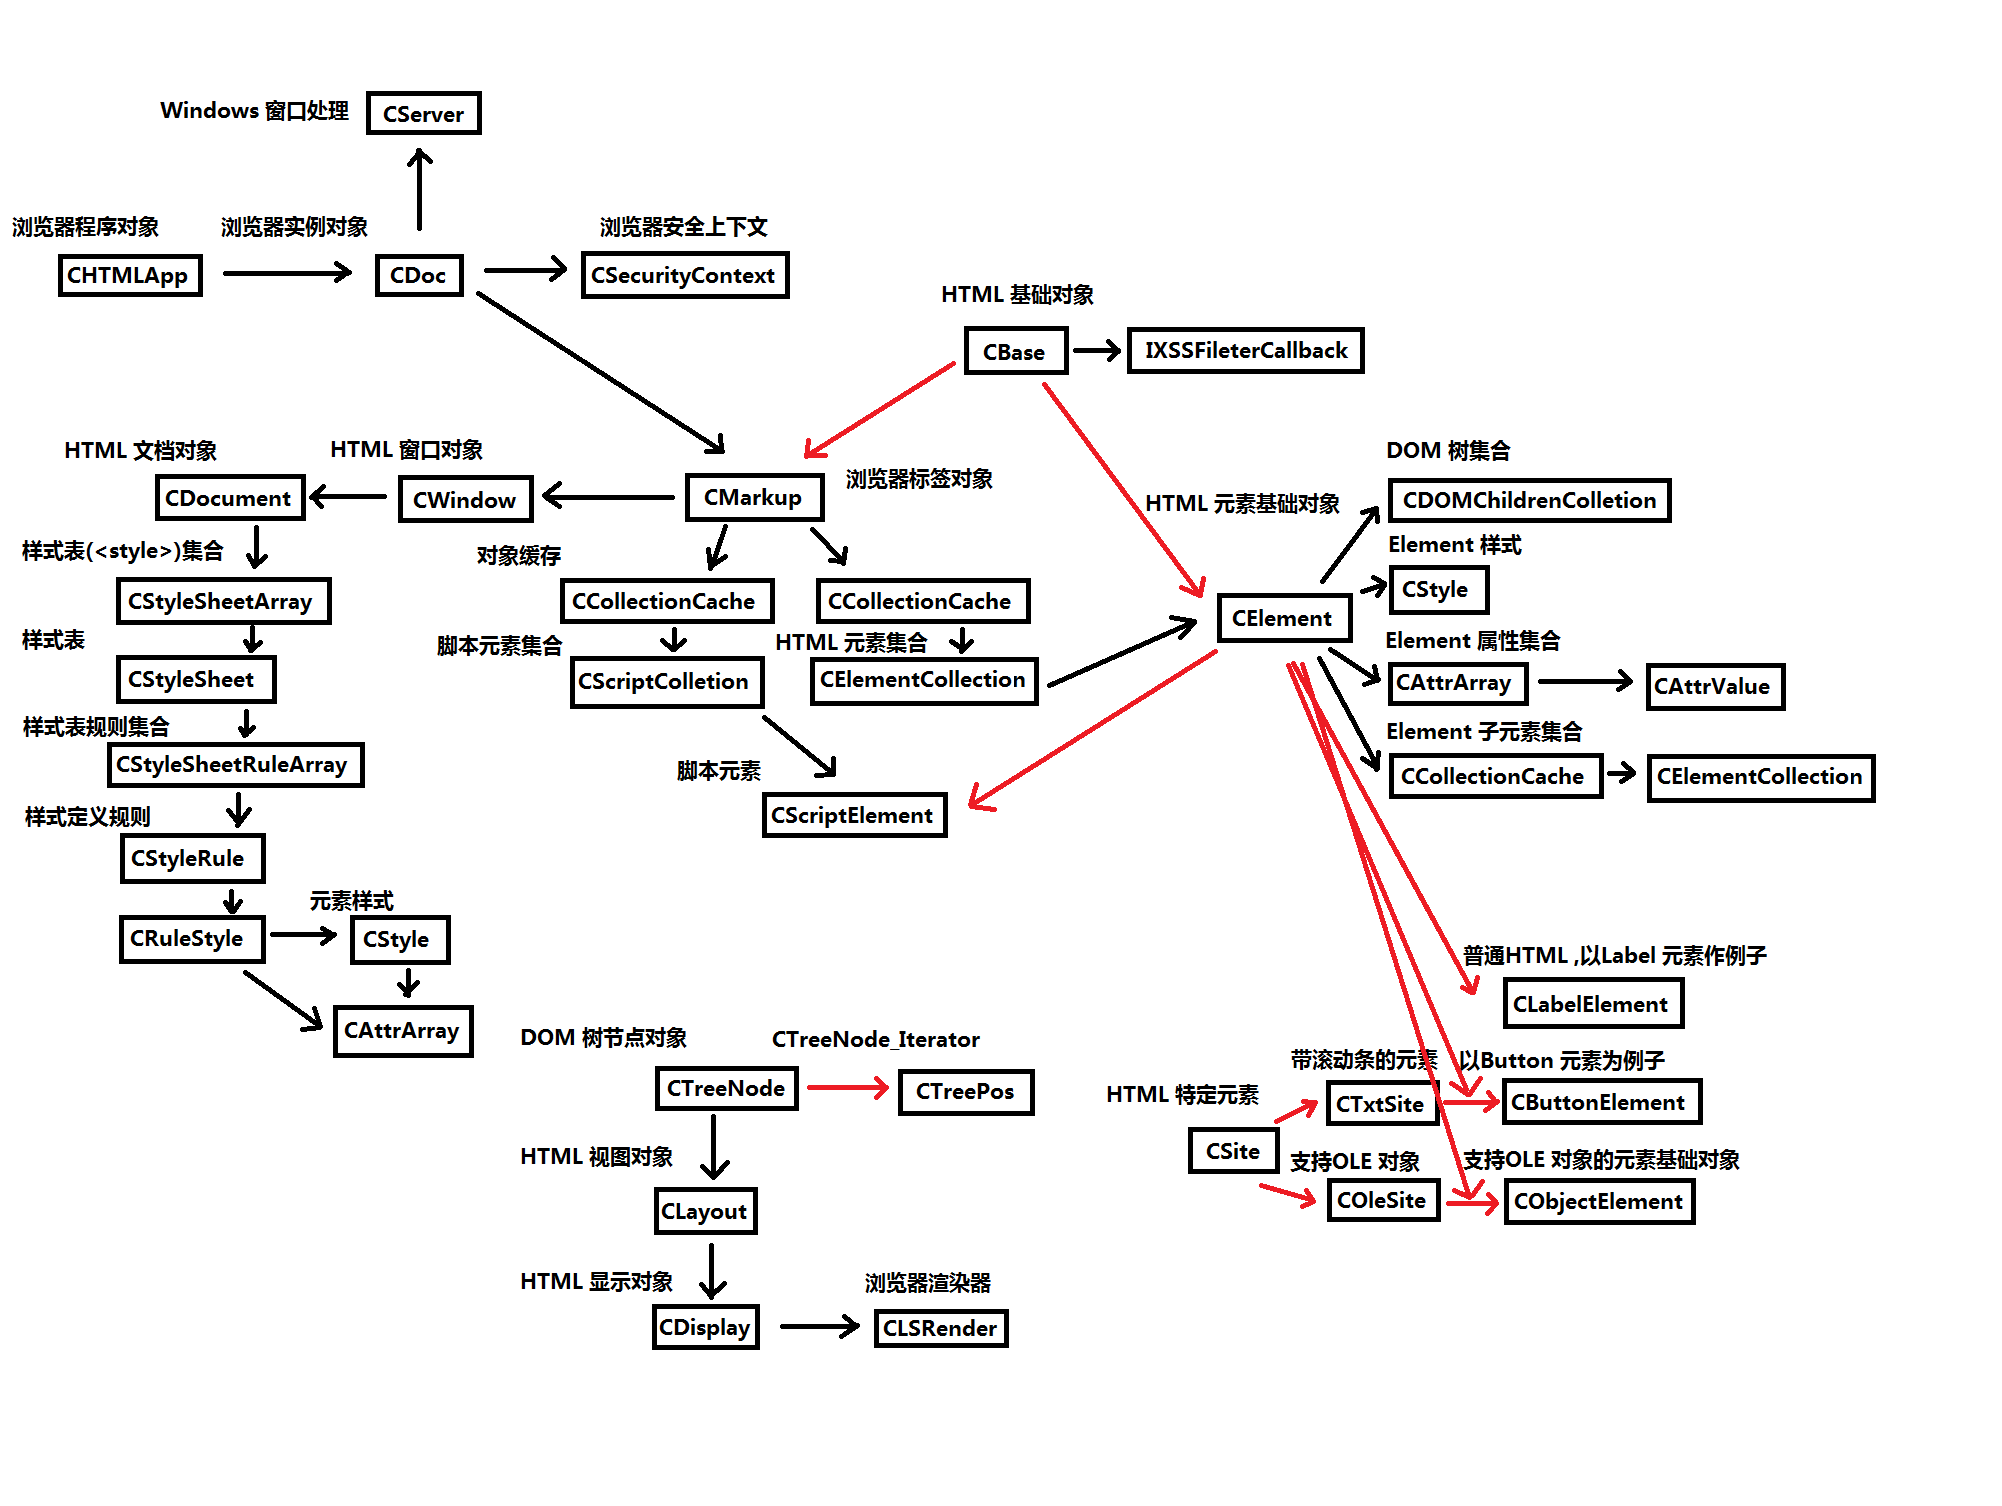 Windows 窗口处理
CServer
浏览器程序对象
浏览器实例对象
浏览器安全上下文
CHTMLApp
CDoc
CSecurityContext
HTML 基础对象
CBase
IXSSFileterCallback
HTML 文档对象
HTML 窗口对象
浏览器标签对象
CDocument
CWindow
CMarkup
DOM 树集合
HTML 元素基础对象
CDOMChildrenColletion
样式表(<style>)集合
对象缓存
Element 样式
CStyleSheetArray
CCollectionCache
CCollectionCache
CElement
CStyle
样式表
脚本元素集合
HTML 元素集合
Element 属性集合
CStyleSheet
CScriptColletion
CElementCollection
CAttrArray
CAttrValue
样式表规则集合
Element 子元素集合
CStyleSheetRuleArray
脚本元素
CCollectionCache
CElementCollection
样式定义规则
CScriptElement
CStyleRule
元素样式
CRuleStyle
CStyle
普通HTML ,以Label 元素作例子
CLabelElement
CAttrArray
DOM 树节点对象
CTreeNode_Iterator
带滚动条的元素
以Button 元素为例子
CTreeNode
CTreePos
HTML 特定元素
CTxtSite
CButtonElement
HTML 视图对象
CSite
支持OLE 对象
支持OLE 对象的元素基础对象
CLayout
COleSite
CObjectElement
HTML 显示对象
浏览器渲染器
CDisplay
CLSRender